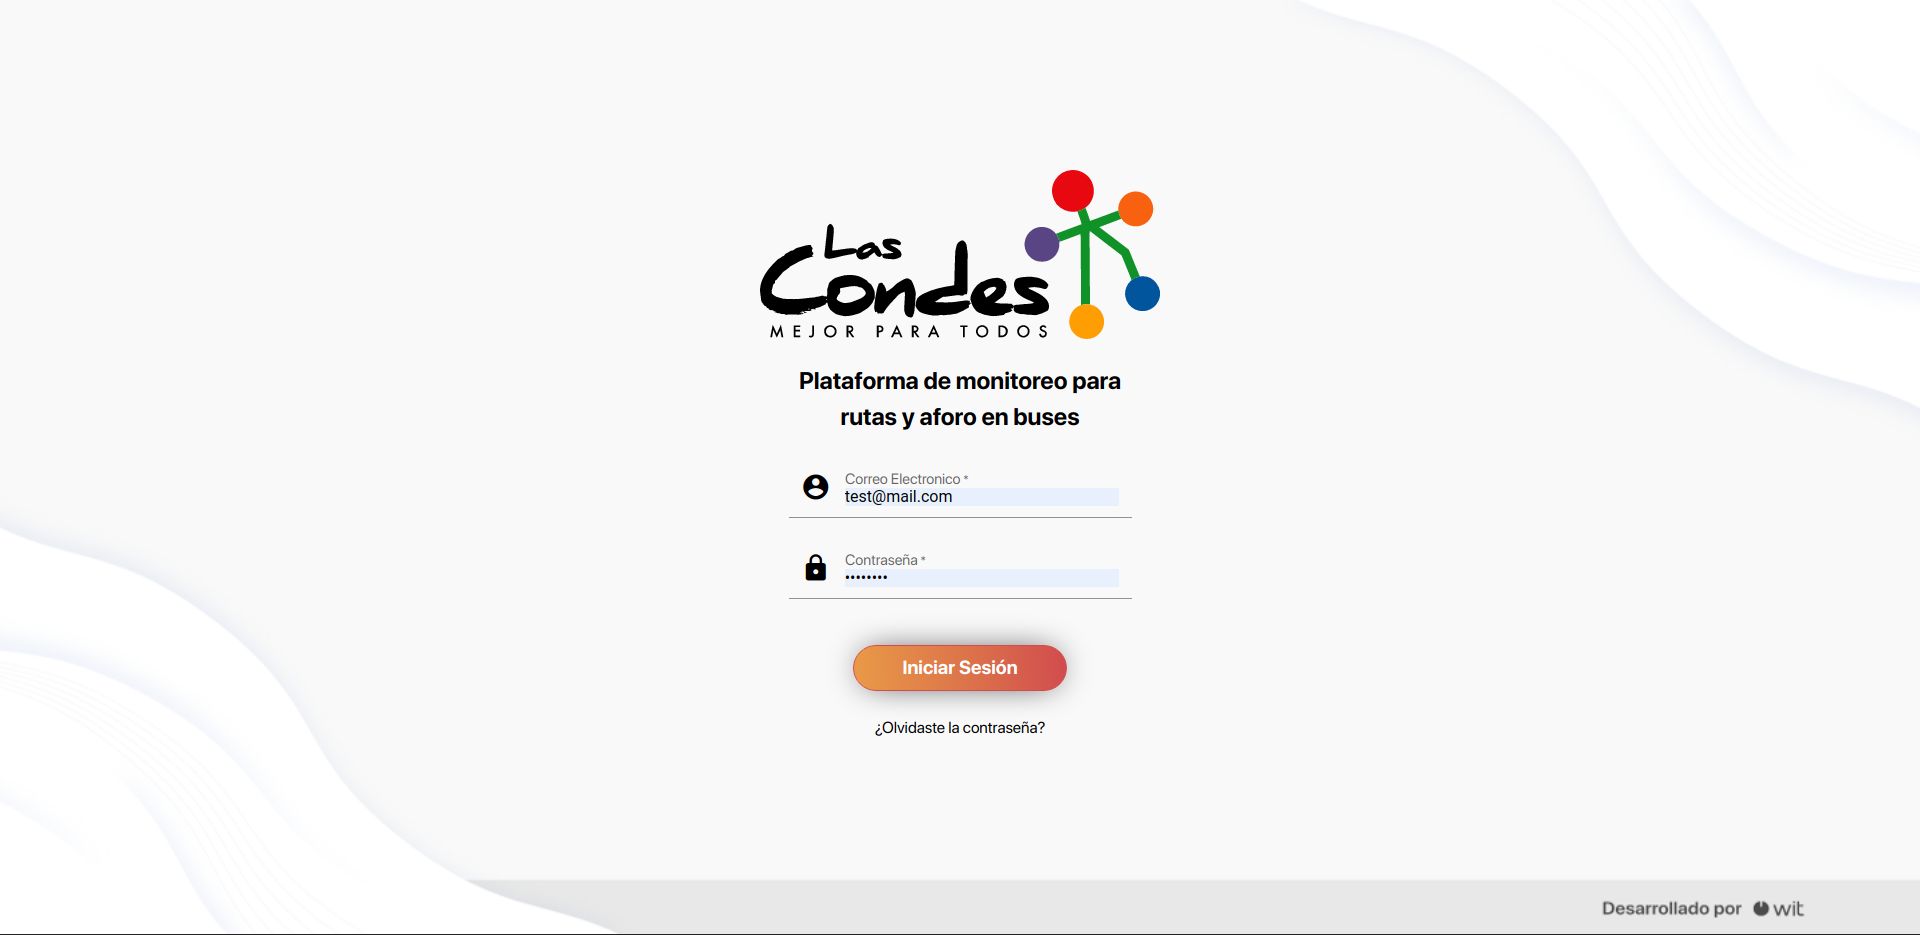 Las
Condes
MEJOR PARA TODOS
Plataforma de monitoreo para
rutas y aforo en buses
Correo Electronico *
test@mail.com
Contraseña *
••••••••
Iniciar Sesión
¿Olvidaste la contraseña?
Desarrollado por wit